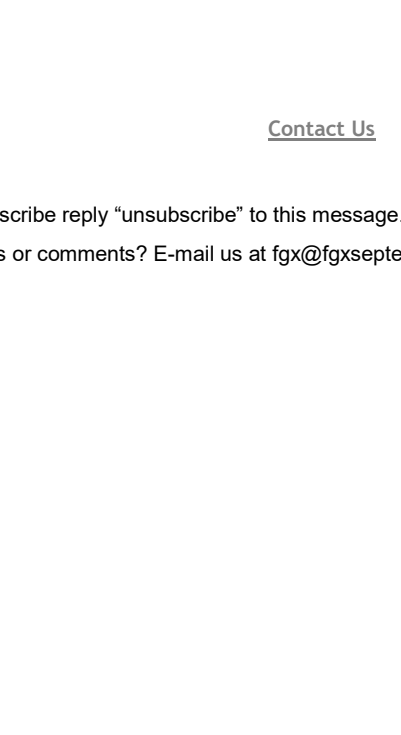 Contact Us
scribe reply “unsubscribe” to this message.
s or comments? E-mail us at fgx@fgxsepte